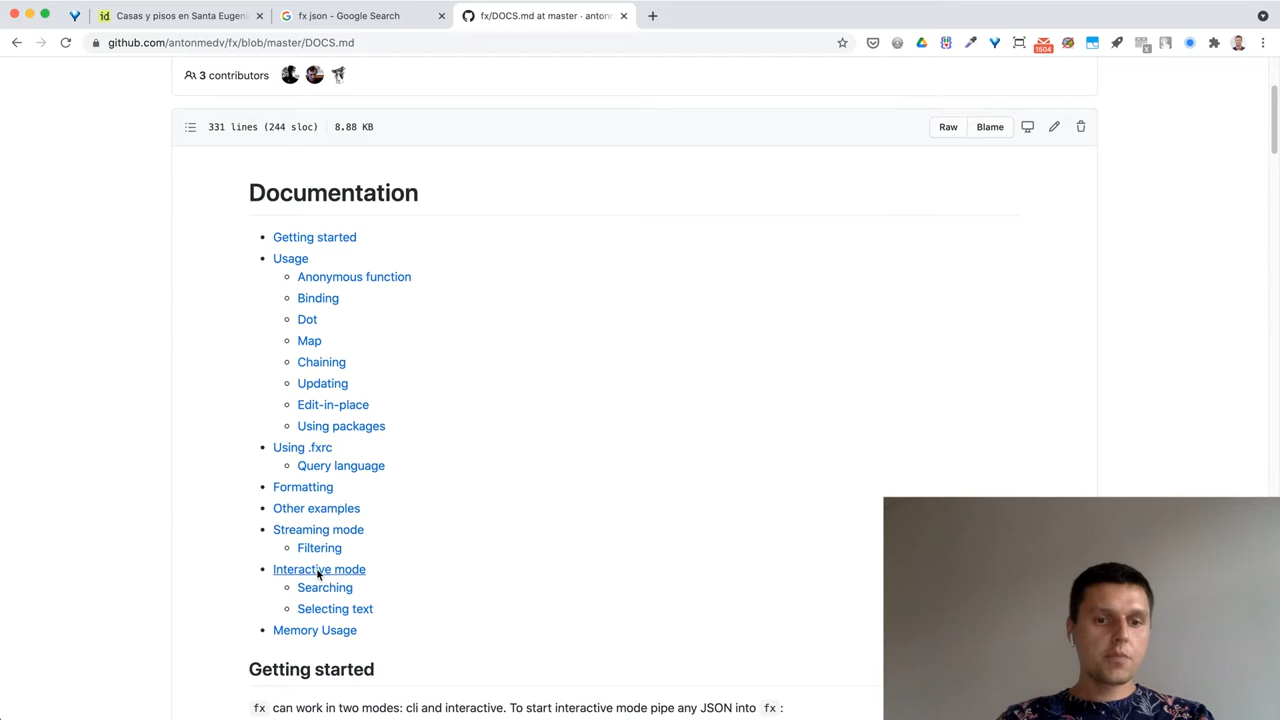 Casas y pisos en Santa Eugeni
fx json - Google Search
fx/DOCS.md at master · anton
github.com/antonmedv/fx/blob/master/DOCS.md
1504
3 contributors
331 lines (244 sloc) 8.88 KB
Raw Blame
Documentation
Getting started
Usage
Anonymous function
Binding
Dot
Map
Chaining
Updating
Edit-in-place
Using packages
Using .fxrc
Query language
Formatting
Other examples
Streaming mode
Filtering
Interactive mode
Searching
Selecting text
Memory Usage
Getting started
fx can work in two modes: cli and interactive. To start interactive mode pipe any JSON into fx :